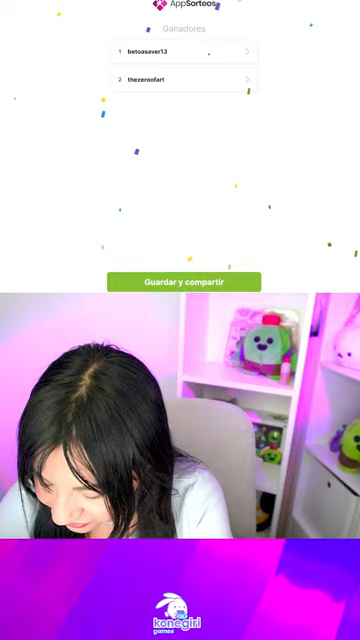 AppSorteos
Ganadores
1 betoasaver13
2 thezeroofart
Guardar y compartir
konegiri
games